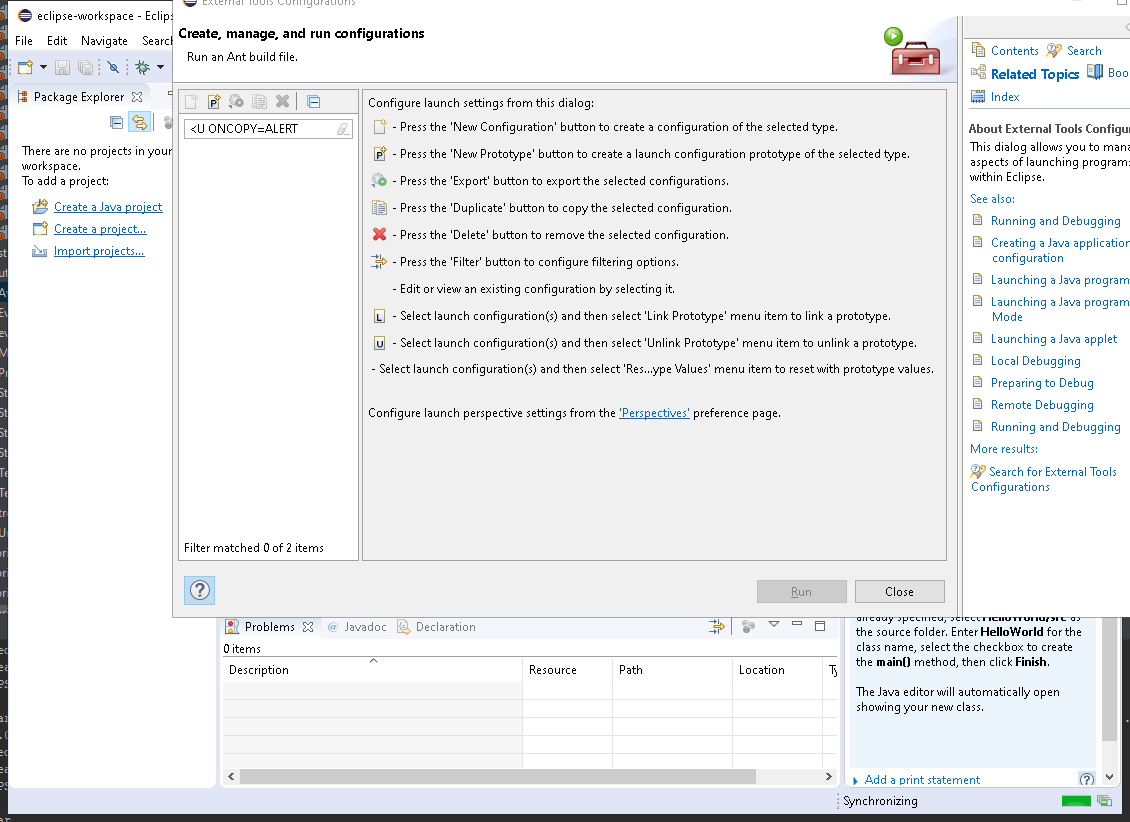 eclipse-workspace - Eclips
File Edit Navigate Search
Package Explorer
There are no projects in your
workspace.
To add a project:
Create a Java project
Create a project...
Import projects...
External Tools Configurations
Create, manage, and run configurations
Run an Ant build file.
<U ONCOPY=ALERT
Filter matched 0 of 2 items
Configure launch settings from this dialog:
- Press the 'New Configuration' button to create a configuration of the selected type.
- Press the 'New Prototype' button to create a launch configuration prototype of the selected type.
- Press the 'Export' button to export the selected configurations.
- Press the 'Duplicate' button to copy the selected configuration.
- Press the 'Delete' button to remove the selected configuration.
- Press the 'Filter' button to configure filtering options.
- Edit or view an existing configuration by selecting it.
L - Select launch configuration(s) and then select 'Link Prototype' menu item to link a prototype.
U - Select launch configuration(s) and then select 'Unlink Prototype' menu item to unlink a prototype.
- Select launch configuration(s) and then select 'Res...ype Values' menu item to reset with prototype values.
Configure launch perspective settings from the 'Perspectives' preference page.
Run Close
Contents Search
Related Topics Boo
Index
About External Tools Configur
This dialog allows you to mana
aspects of launching program
within Eclipse.
See also:
Running and Debugging
Creating a Java application
configuration
Launching a Java program
Launching a Java program
Mode
Launching a Java applet
Local Debugging
Preparing to Debug
Remote Debugging
Running and Debugging
More results:
Search for External Tools
Configurations
Problems @ Javadoc Declaration
0 items
Description Resource Path Location Ty
already specified, select HelloWorld/src as
the source folder. Enter HelloWorld for the
class name, select the checkbox to create
the main() method, then click Finish.
The Java editor will automatically open
showing your new class.
Add a print statement
Synchronizing